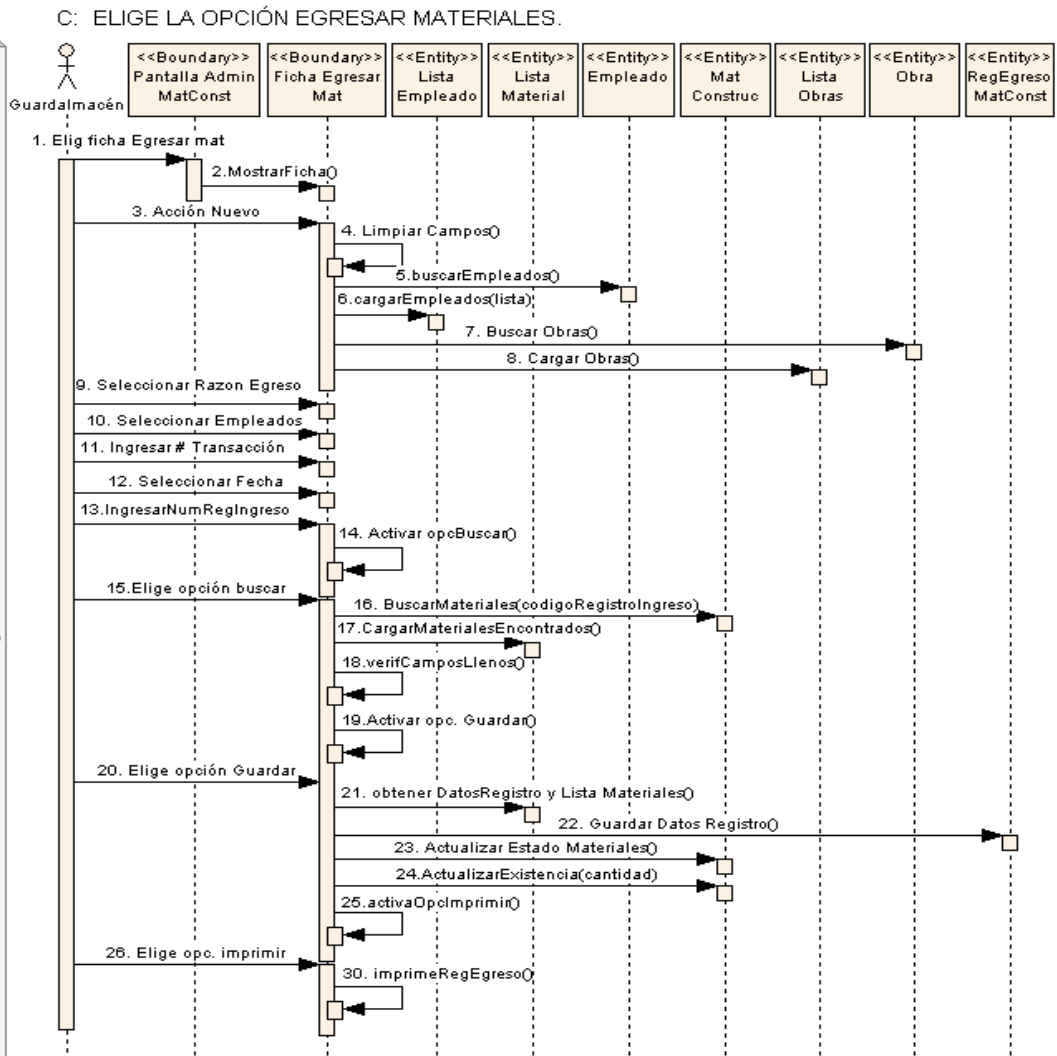 C: ELIGE LA OPCIÓN EGRESAR MATERIALES.
Guardalmacén
<<Boundary>>
Pantalla Admin
MatConst
<<Boundary>>
Ficha Egresar
Mat
<<Entity>>
Lista
Empleado
<<Entity>>
Lista
Material
<<Entity>>
Empleado
<<Entity>>
Mat
Construc
<<Entity>>
Lista
Obras
<<Entity>>
Obra
<<Entity>>
RegEgreso
MatConst
1. Elig ficha Egresar mat
2.MostrarFicha()
3. Acción Nuevo
4. Limpiar Campos()
5.buscarEmpleados()
6.cargarEmpleados(lista)
7. Buscar Obras()
8. Cargar Obras()
9. Seleccionar Razon Egreso
10. Seleccionar Empleados
11. Ingresar # Transacción
12. Seleccionar Fecha
13.IngresarNumRegIngreso
14. Activar opcBuscar()
15.Elige opción buscar
16. BuscarMateriales(codigoRegistroIngreso)
17.CargarMaterialesEncontrados()
18.verifCamposLlenos()
19.Activar opc. Guardar()
20. Elige opción Guardar
21. obtener DatosRegistro y Lista Materiales()
22. Guardar Datos Registro()
23. Actualizar Estado Materiales()
24.ActualizarExistencia(cantidad)
25.activaOpcImprimir()
26. Elige opc. imprimir
30. imprimeRegEgreso()